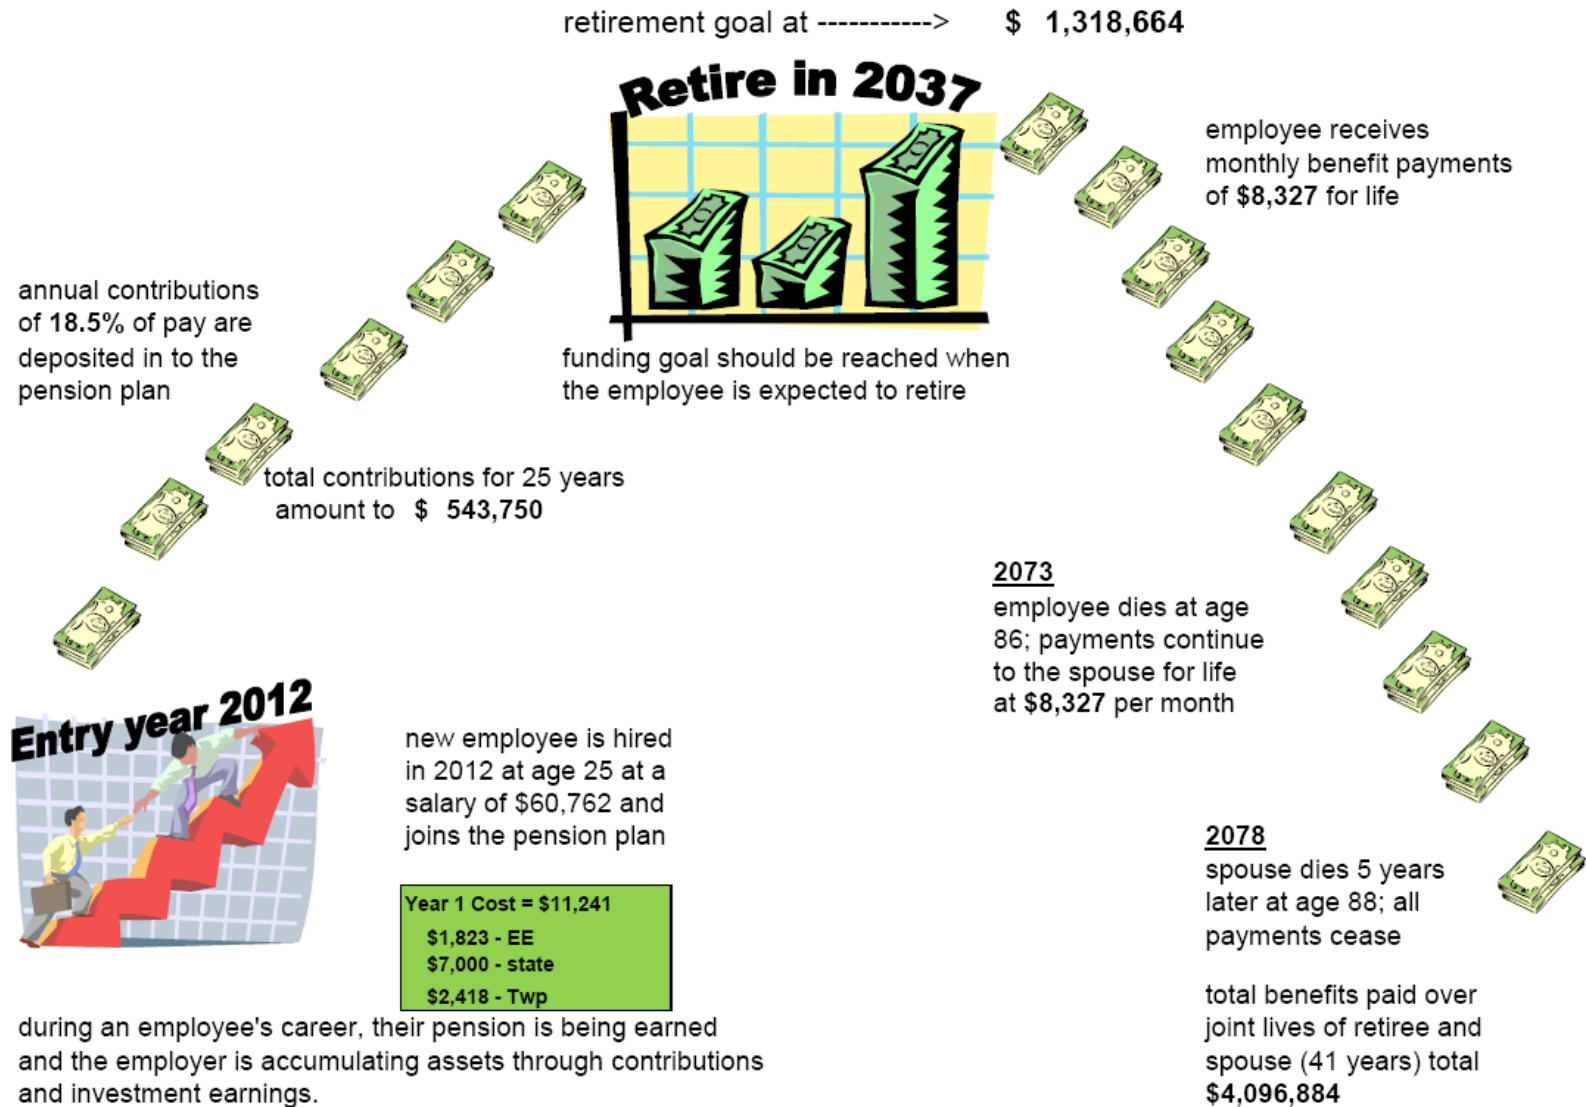 retirement goal at -----------> $ 1,318,664
Retire in 2037
employee receives
monthly benefit payments
of $8,327 for life
annual contributions
of 18.5% of pay are
deposited in to the
pension plan
funding goal should be reached when
the employee is expected to retire
total contributions for 25 years
amount to $ 543,750
2073
employee dies at age
86; payments continue
to the spouse for life
at $8,327 per month
Entry year 2012
new employee is hired
in 2012 at age 25 at a
salary of $60,762 and
joins the pension plan
Year 1 Cost = $11,241
$1,823 - EE
$7,000 - state
$2,418 - Twp
2078
spouse dies 5 years
later at age 88; all
payments cease
total benefits paid over
joint lives of retiree and
spouse (41 years) total
$4,096,884
during an employee's career, their pension is being earned
and the employer is accumulating assets through contributions
and investment earnings.